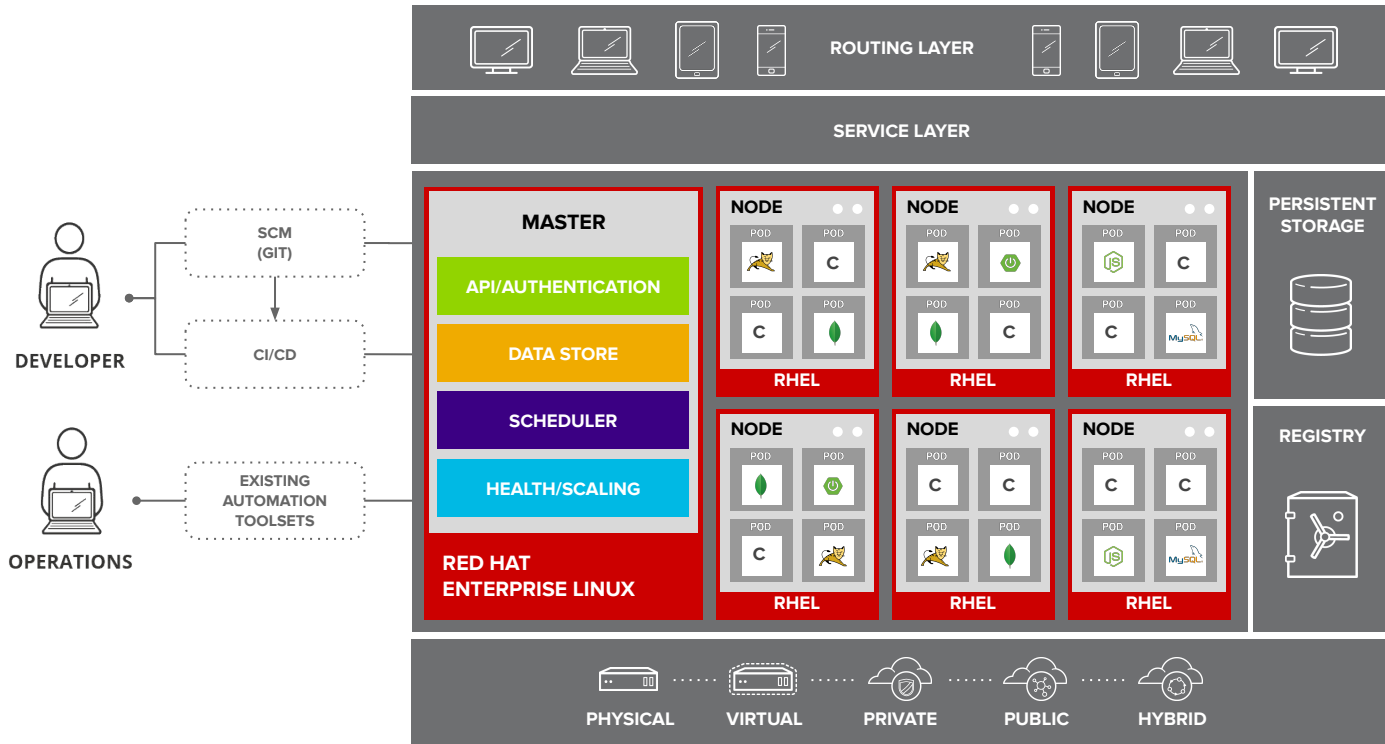 ROUTING LAYER
SERVICE LAYER
SCM
(GIT)
CI/CD
DEVELOPER
EXISTING
AUTOMATION
TOOLSETS
OPERATIONS
MASTER
API/AUTHENTICATION
DATA STORE
SCHEDULER
HEALTH/SCALING
RED HAT
ENTERPRISE LINUX
NODE
POD POD
C
POD POD
C
RHEL
NODE
POD POD
POD POD
C
RHEL
NODE
POD POD
JS C
POD POD
C MySQL
RHEL
NODE
POD POD
POD POD
C
RHEL
NODE
POD POD
C C
POD POD
RHEL
NODE
POD POD
C C
POD POD
JS MySQL
RHEL
PERSISTENT
STORAGE
REGISTRY
PHYSICAL VIRTUAL PRIVATE PUBLIC HYBRID